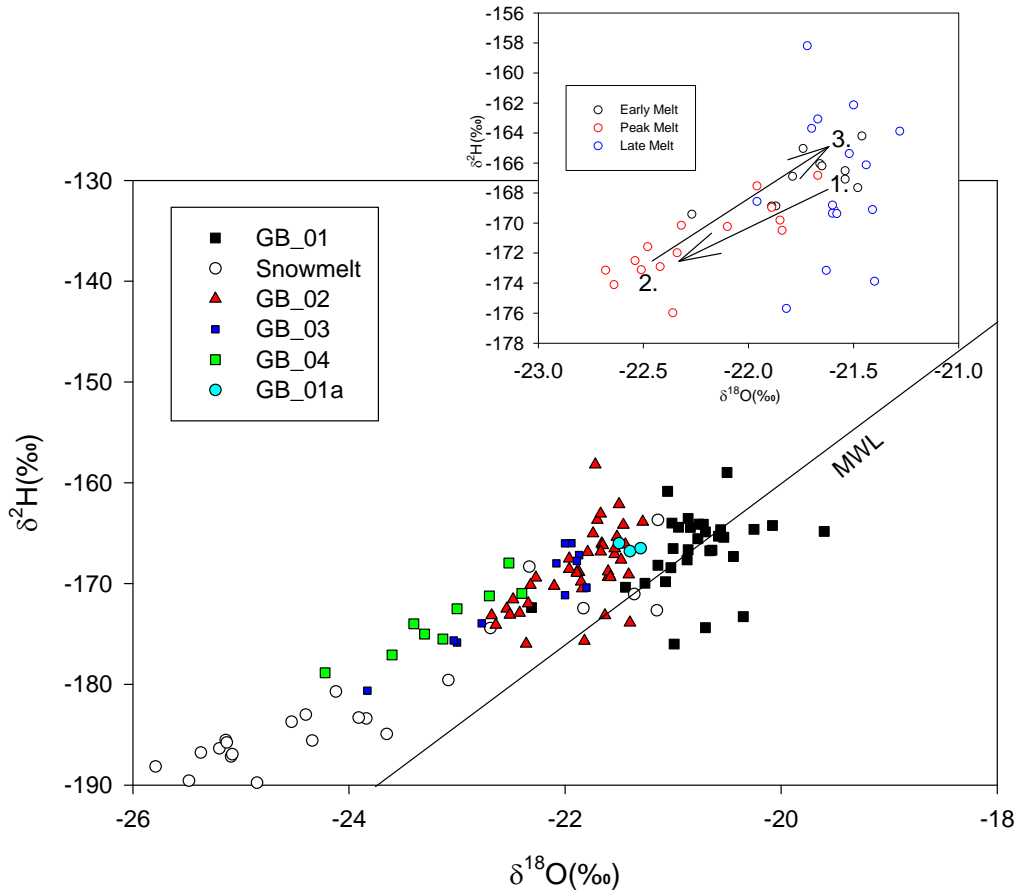 -156
-158
-160
-162
-164
-166
-168
-170
-172
-174
-176
-178
δ²H(‰)
Early Melt
Peak Melt
Late Melt
3.
1.
2.
-23.0 -22.5 -22.0 -21.5 -21.0
δ¹⁸O(‰)
-130
-140
-150
-160
-170
-180
-190
δ²H(‰)
GB_01
Snowmelt
GB_02
GB_03
GB_04
GB_01a
MWL
-26 -24 -22 -20 -18
δ¹⁸O(‰)